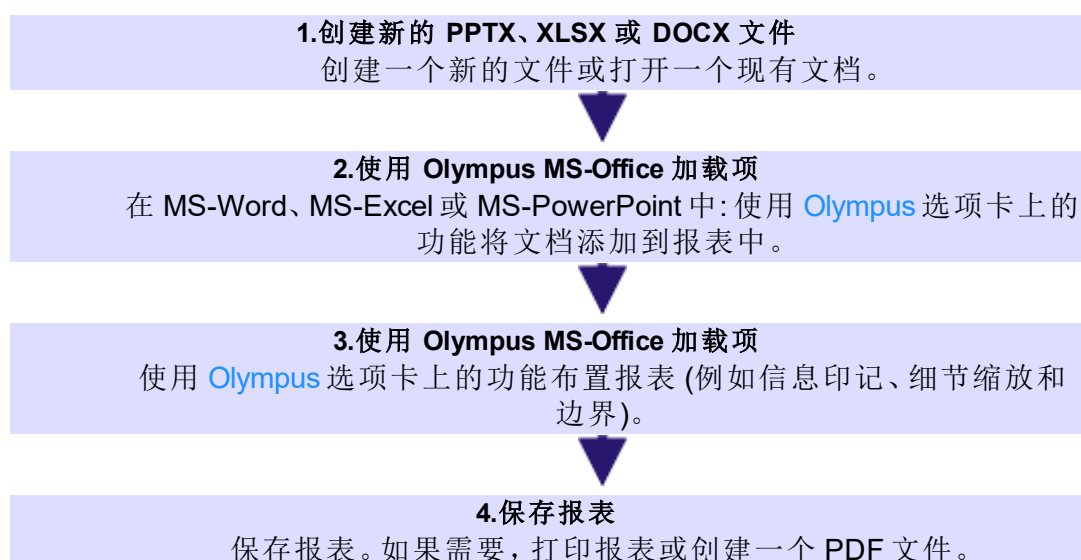 1.创建新的 PPTX、XLSX 或 DOCX 文件
创建一个新的文件或打开一个现有文档。
2.使用 Olympus MS-Office 加载项
在 MS-Word、MS-Excel 或 MS-PowerPoint 中: 使用 Olympus 选项卡上的
功能将文档添加到报表中。
3.使用 Olympus MS-Office 加载项
使用 Olympus 选项卡上的功能布置报表 (例如信息印记、细节缩放和
边界)。
4.保存报表
保存报表。如果需要，打印报表或创建一个 PDF 文件。